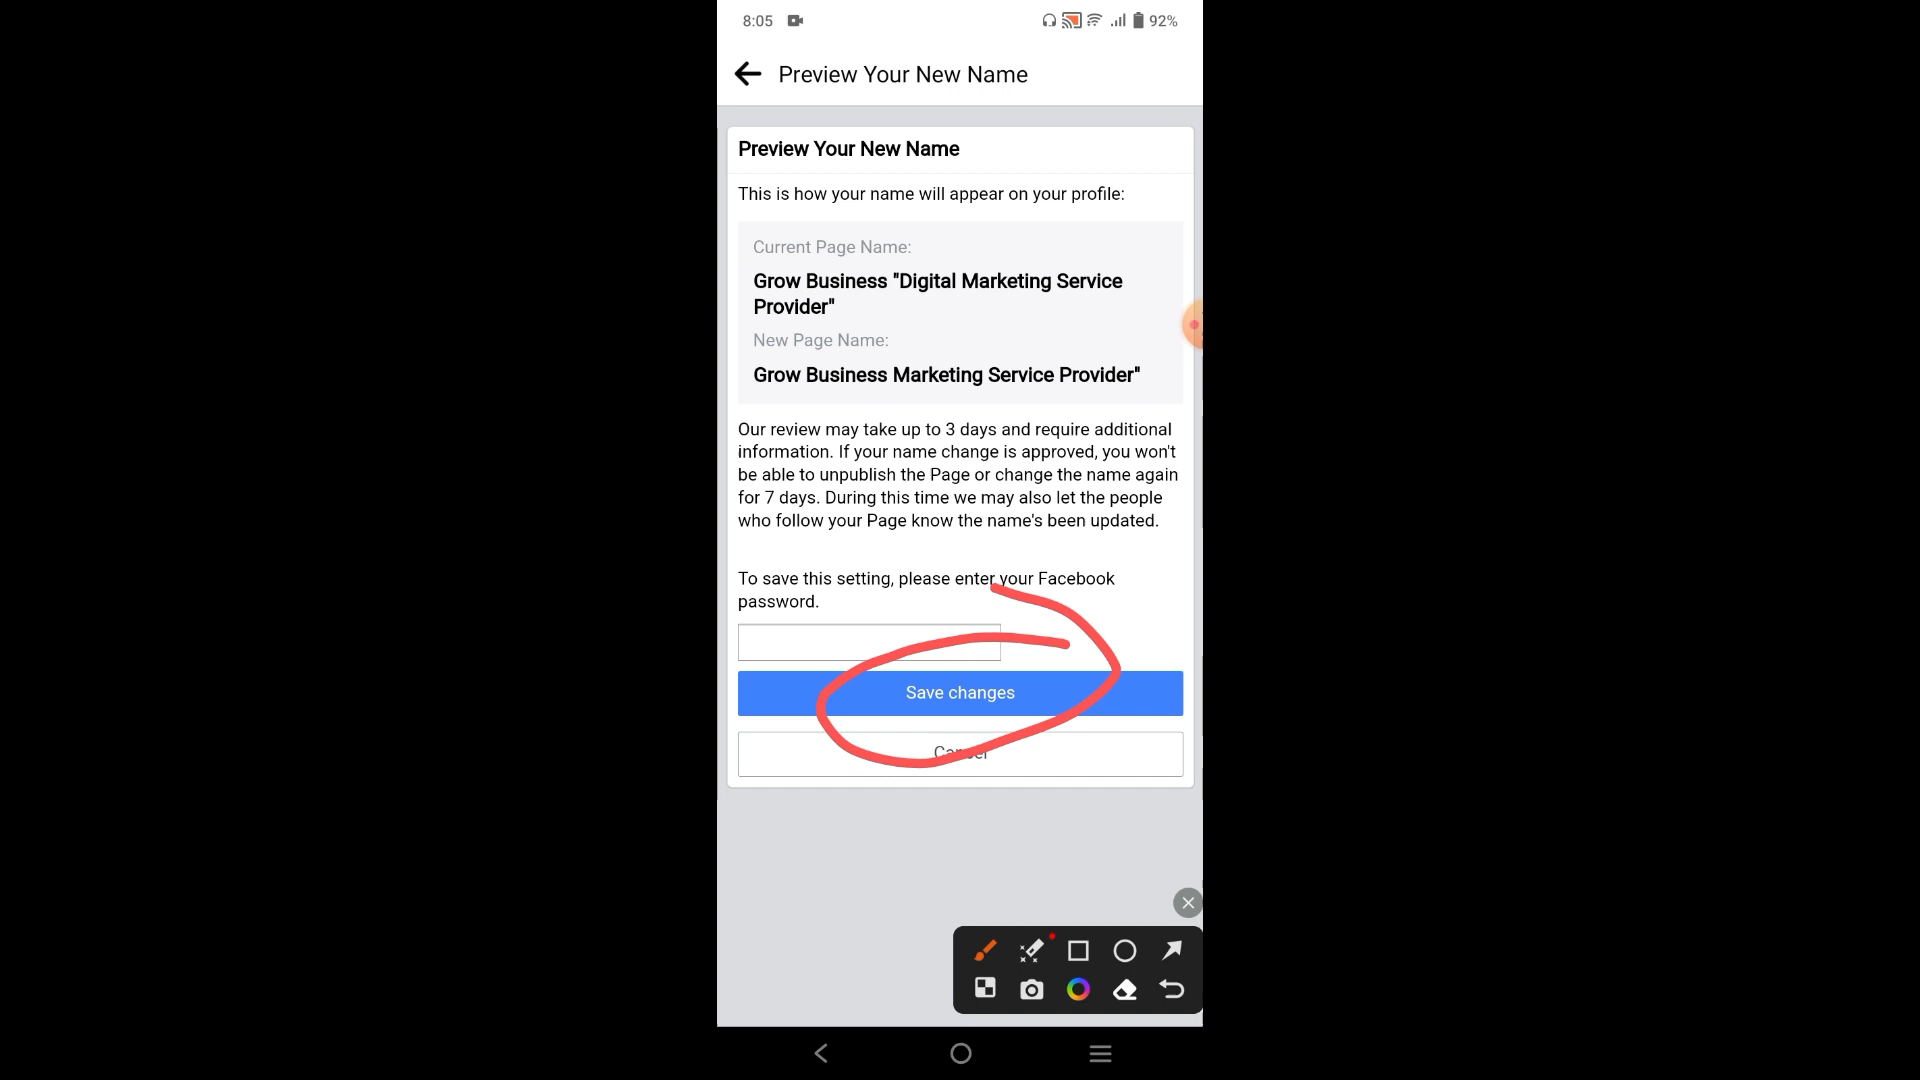 8:05
92%
Preview Your New Name
Preview Your New Name
This is how your name will appear on your profile:
Current Page Name:
Grow Business "Digital Marketing Service
Provider"
New Page Name:
Grow Business Marketing Service Provider"
Our review may take up to 3 days and require additional
information. If your name change is approved, you won't
be able to unpublish the Page or change the name again
for 7 days. During this time we may also let the people
who follow your Page know the name's been updated.
To save this setting, please enter your Facebook
password.
Save changes
Cancel